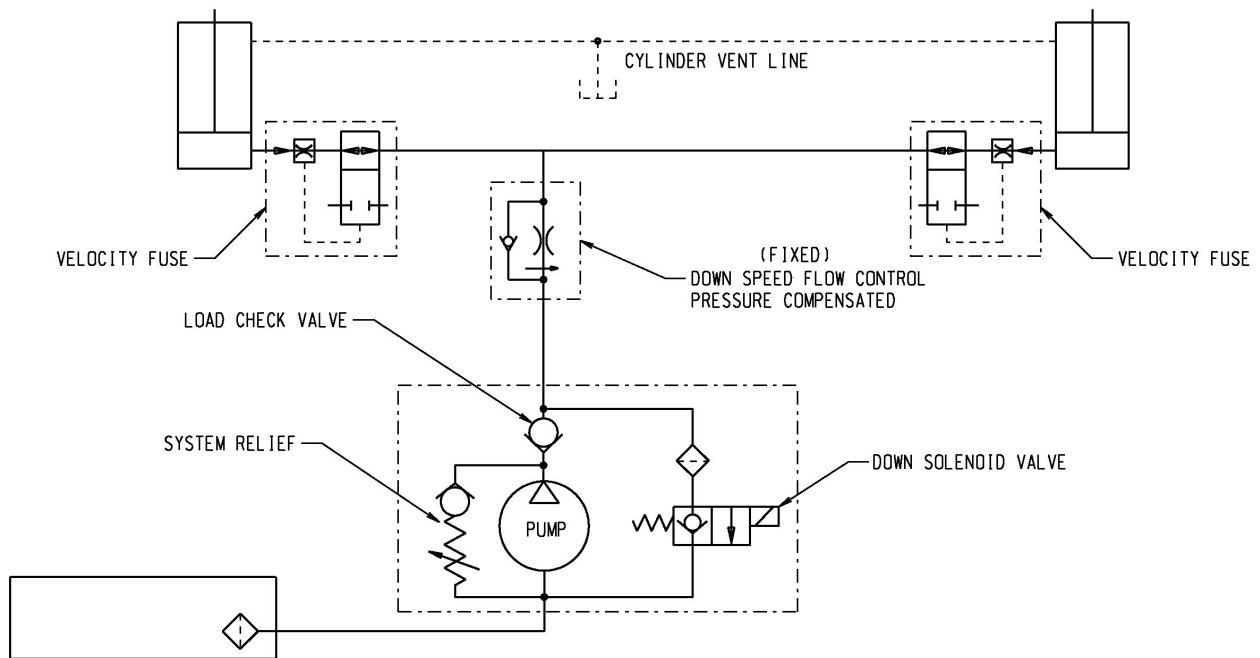 CYLINDER VENT LINE
VELOCITY FUSE
(FIXED)
DOWN SPEED FLOW CONTROL
PRESSURE COMPENSATED
VELOCITY FUSE
LOAD CHECK VALVE
SYSTEM RELIEF
PUMP
DOWN SOLENOID VALVE